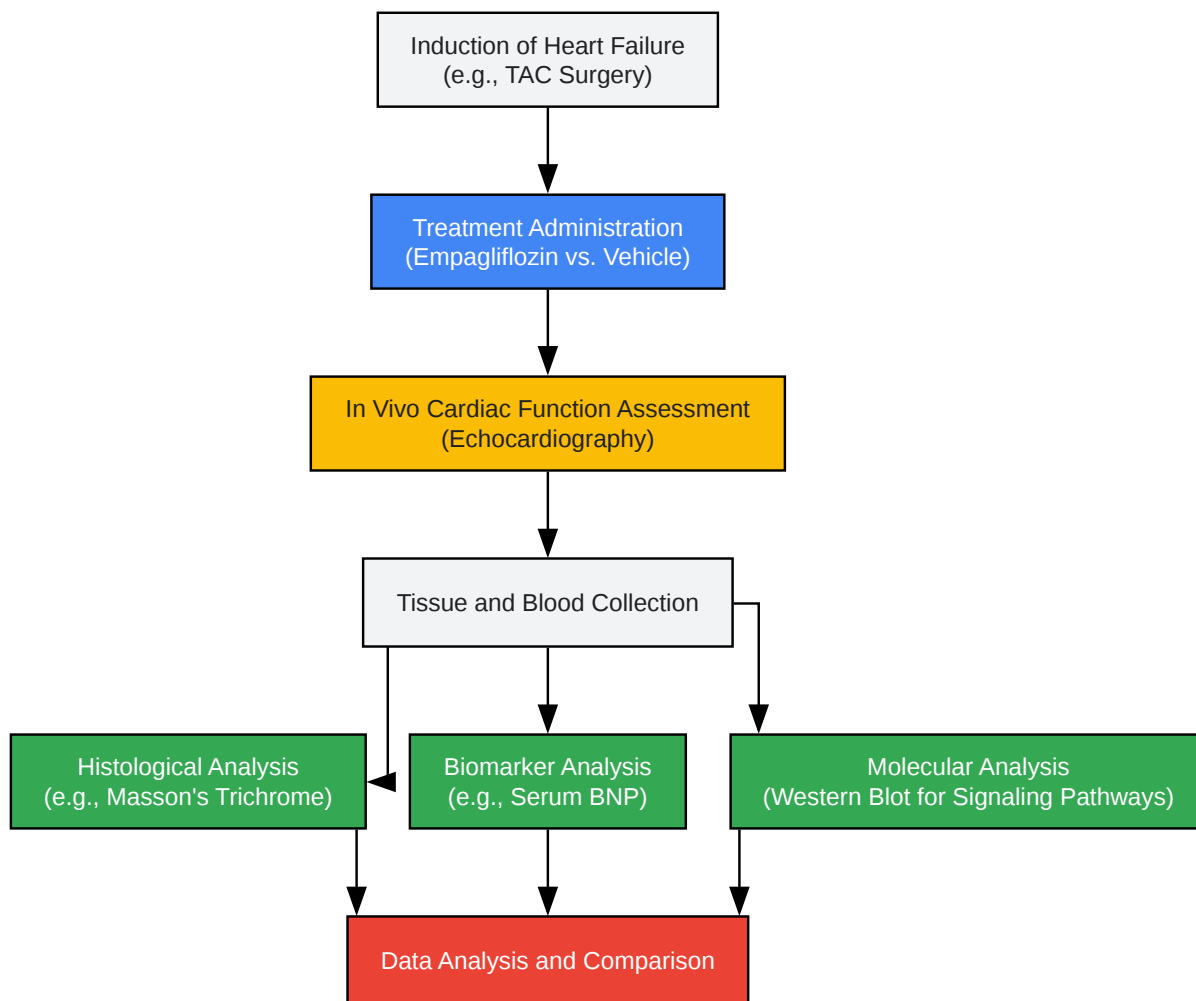 Induction of Heart Failure
(e.g., TAC Surgery)
Treatment Administration
(Empagliflozin vs. Vehicle)
In Vivo Cardiac Function Assessment
(Echocardiography)
Tissue and Blood Collection
Histological Analysis
(e.g., Masson's Trichrome)
Biomarker Analysis
(e.g., Serum BNP)
Molecular Analysis
(Western Blot for Signaling Pathways)
Data Analysis and Comparison